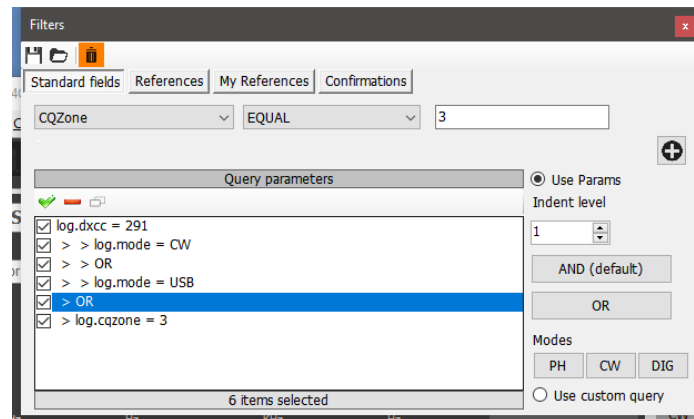 Filters
x
Standard fields References My References Confirmations
CQZone EQUAL 3
Query parameters
Use Params
Indent level
log.dxcc = 291
> > log.mode = CW
> > OR
> > log.mode = USB
> OR
> log.cqzone = 3
1
AND (default)
OR
Modes
PH CW DIG
6 items selected
Use custom query